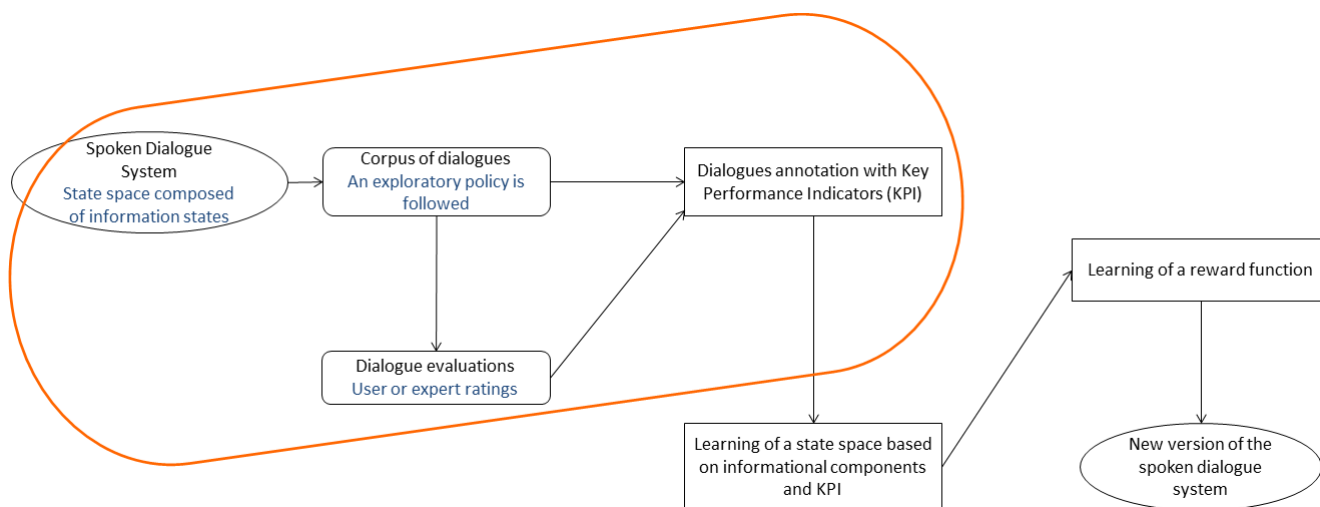 Spoken Dialogue
System
State space composed
of information states
Corpus of dialogues
An exploratory policy is
followed
Dialogues annotation with Key
Performance Indicators (KPI)
Learning of a reward function
Dialogue evaluations
User or expert ratings
Learning of a state space based
on informational components
and KPI
New version of the
spoken dialogue
system